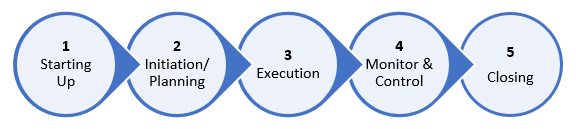 1
Starting
Up
2
Initiation/
Planning
3
Execution
4
Monitor &
Control
5
Closing